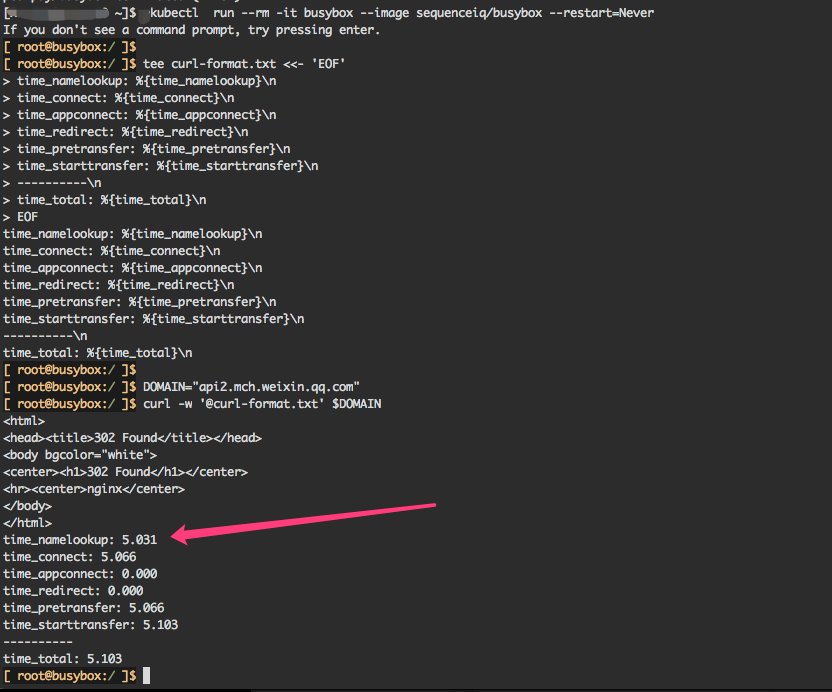 ~]$ kubectl  run --rm -it busybox --image sequenceiq/busybox --restart=Never
If you don't see a command prompt, try pressing enter.
[ root@busybox:/ ]$
[ root@busybox:/ ]$ tee curl-format.txt <<- 'EOF'
> time_namelookup: %{time_namelookup}\n
> time_connect: %{time_connect}\n
> time_appconnect: %{time_appconnect}\n
> time_redirect: %{time_redirect}\n
> time_pretransfer: %{time_pretransfer}\n
> time_starttransfer: %{time_starttransfer}\n
> ----------\n
> time_total: %{time_total}\n
> EOF
time_namelookup: %{time_namelookup}\n
time_connect: %{time_connect}\n
time_appconnect: %{time_appconnect}\n
time_redirect: %{time_redirect}\n
time_pretransfer: %{time_pretransfer}\n
time_starttransfer: %{time_starttransfer}\n
----------\n
time_total: %{time_total}\n
[ root@busybox:/ ]$
[ root@busybox:/ ]$ DOMAIN="api2.mch.weixin.qq.com"
[ root@busybox:/ ]$ curl -w '@curl-format.txt' $DOMAIN
<html>
<head><title>302 Found</title></head>
<body bgcolor="white">
<center><h1>302 Found</h1></center>
<hr><center>nginx</center>
</body>
</html>
time_namelookup: 5.031
time_connect: 5.066
time_appconnect: 0.000
time_redirect: 0.000
time_pretransfer: 5.066
time_starttransfer: 5.103
----------
time_total: 5.103
[ root@busybox:/ ]$